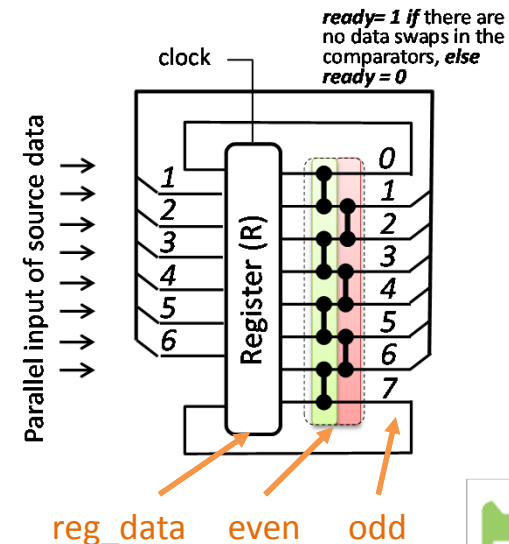 ready= 1 if there are
no data swaps in the
comparators, else
ready = 0
clock
Parallel input of source data
1
2
3
4
5
6
Register (R)
0
1
2
3
4
5
6
7
reg_data
even
odd